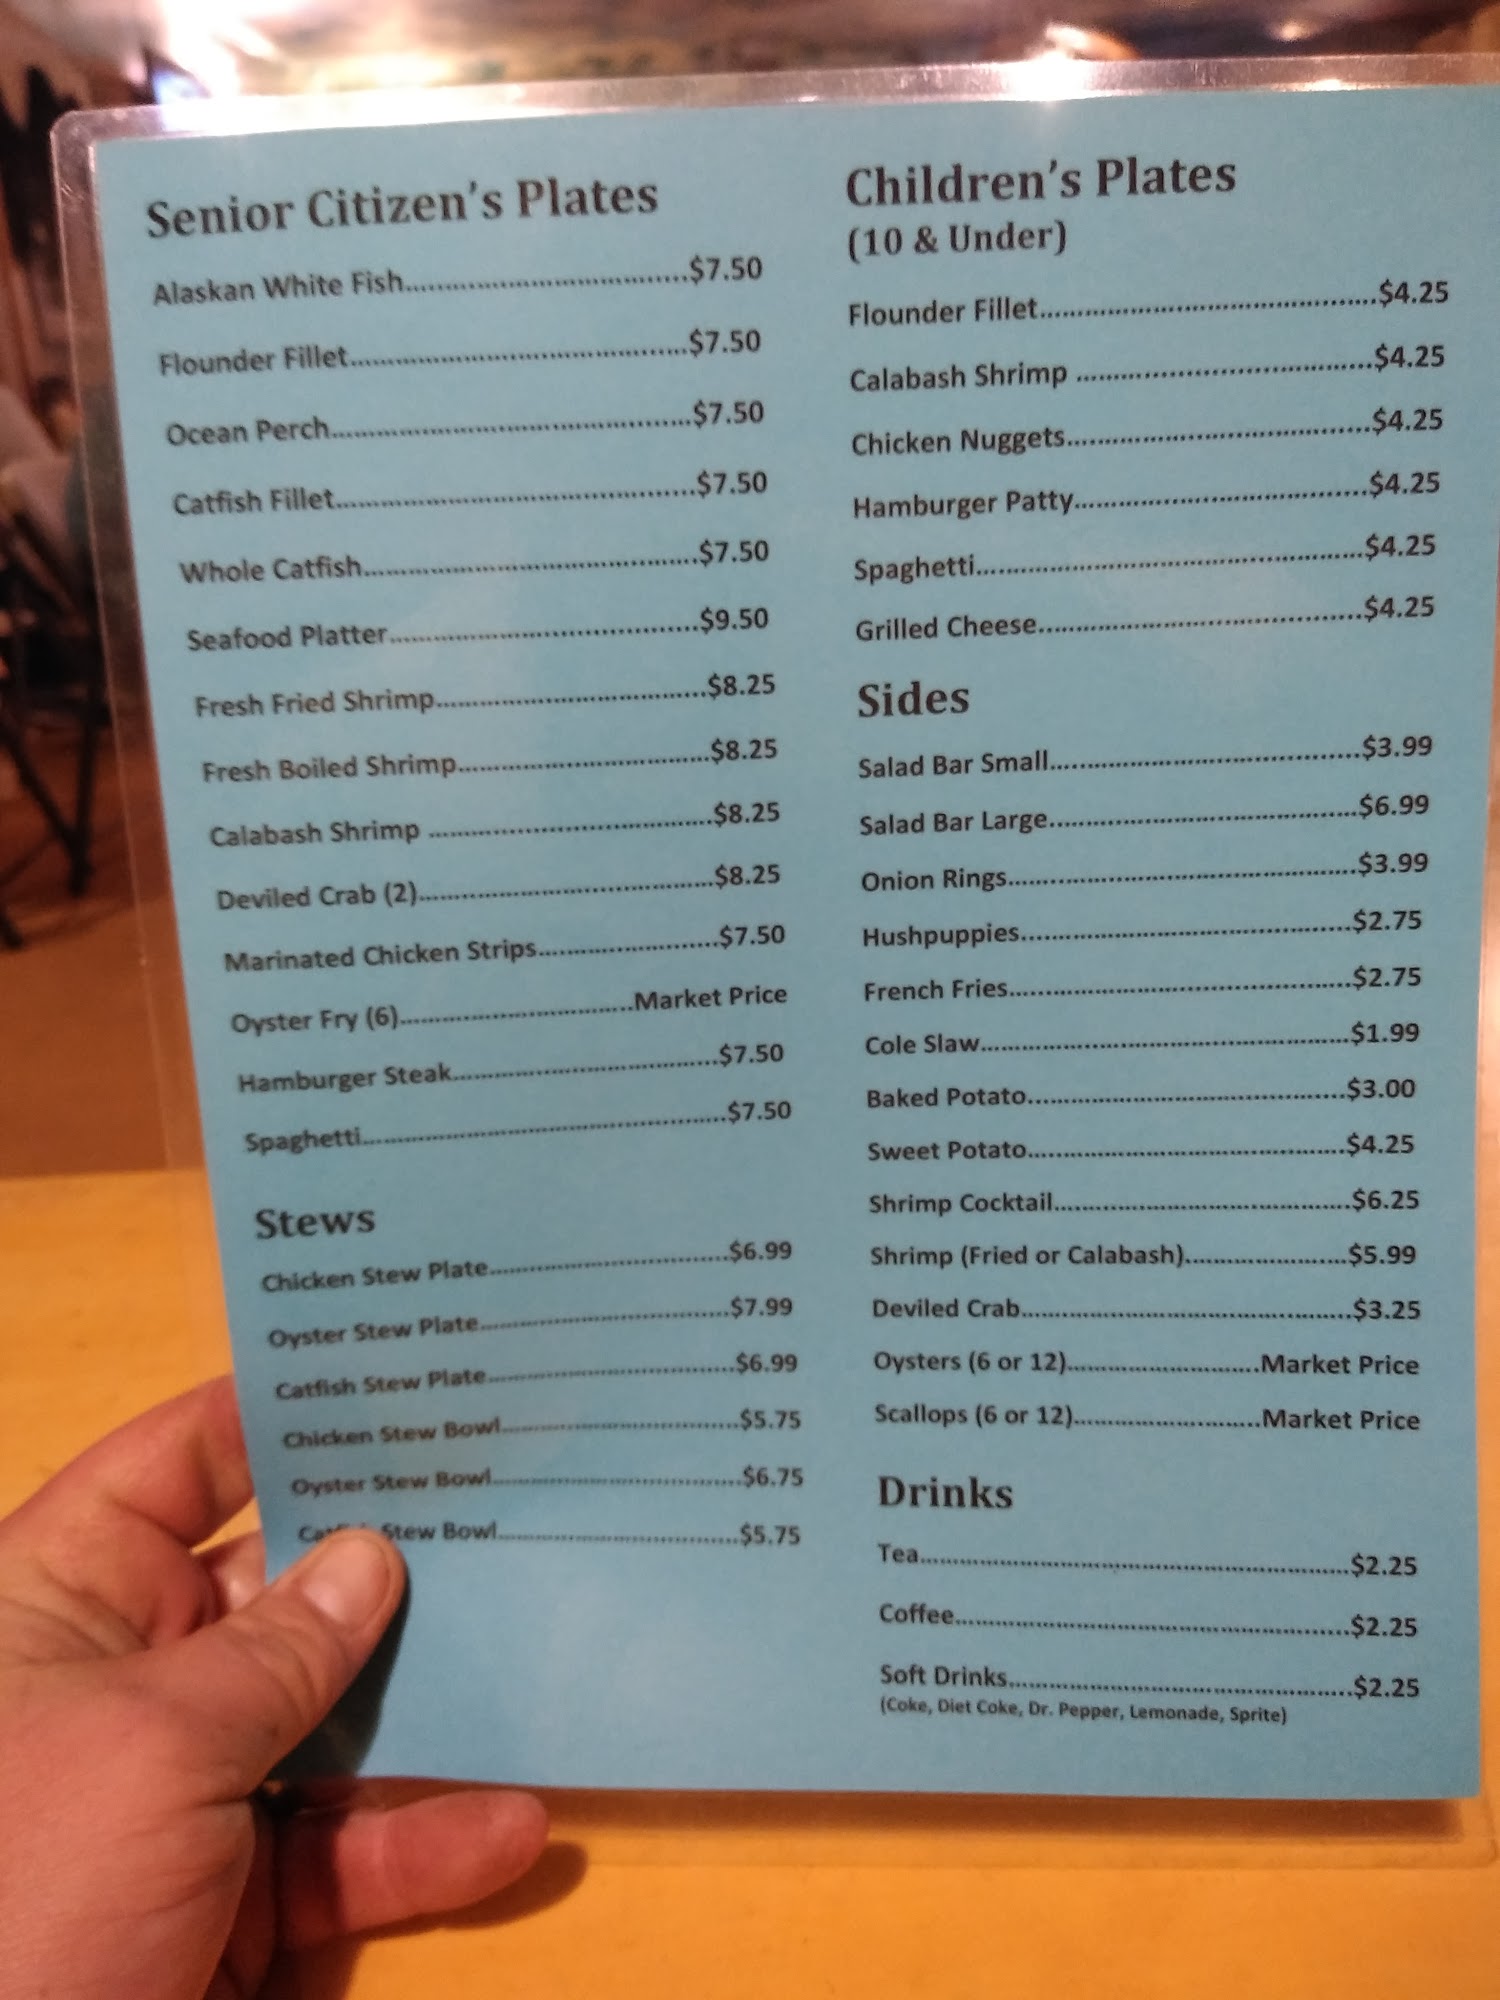 Senior Citizen's Plates
Alaskan White Fish....................................$7.50
Flounder Fillet....................................$7.50
Ocean Perch....................................$7.50
Catfish Fillet....................................$7.50
Whole Catfish....................................$7.50
Seafood Platter....................................$9.50
Fresh Fried Shrimp....................................$8.25
Fresh Boiled Shrimp....................................$8.25
Calabash Shrimp ....................................$8.25
Deviled Crab (2)....................................$8.25
Marinated Chicken Strips....................................$7.50
Oyster Fry (6)....................................Market Price
Hamburger Steak....................................$7.50
Spaghetti....................................$7.50
Stews
Chicken Stew Plate....................................$6.99
Oyster Stew Plate....................................$7.99
Catfish Stew Plate....................................$6.99
Chicken Stew Bowl....................................$5.75
Oyster Stew Bowl....................................$6.75
Stew Bowl....................................$5.75
Children's Plates
(10 & Under)
Flounder Fillet....................................$4.25
Calabash Shrimp ....................................$4.25
Chicken Nuggets....................................$4.25
Hamburger Patty....................................$4.25
Spaghetti....................................$4.25
Grilled Cheese....................................$4.25
Sides
Salad Bar Small....................................$3.99
Salad Bar Large....................................$6.99
Onion Rings....................................$3.99
Hushpuppies....................................$2.75
French Fries....................................$2.75
Cole Slaw....................................$1.99
Baked Potato....................................$3.00
Sweet Potato....................................$4.25
Shrimp Cocktail....................................$6.25
Shrimp (Fried or Calabash)....................................$5.99
Deviled Crab....................................$3.25
Oysters (6 or 12)....................................Market Price
Scallops (6 or 12)....................................Market Price
Drinks
Tea....................................$2.25
Coffee....................................$2.25
Soft Drinks....................................$2.25
(Coke, Diet Coke, Dr. Pepper, Lemonade, Sprite)